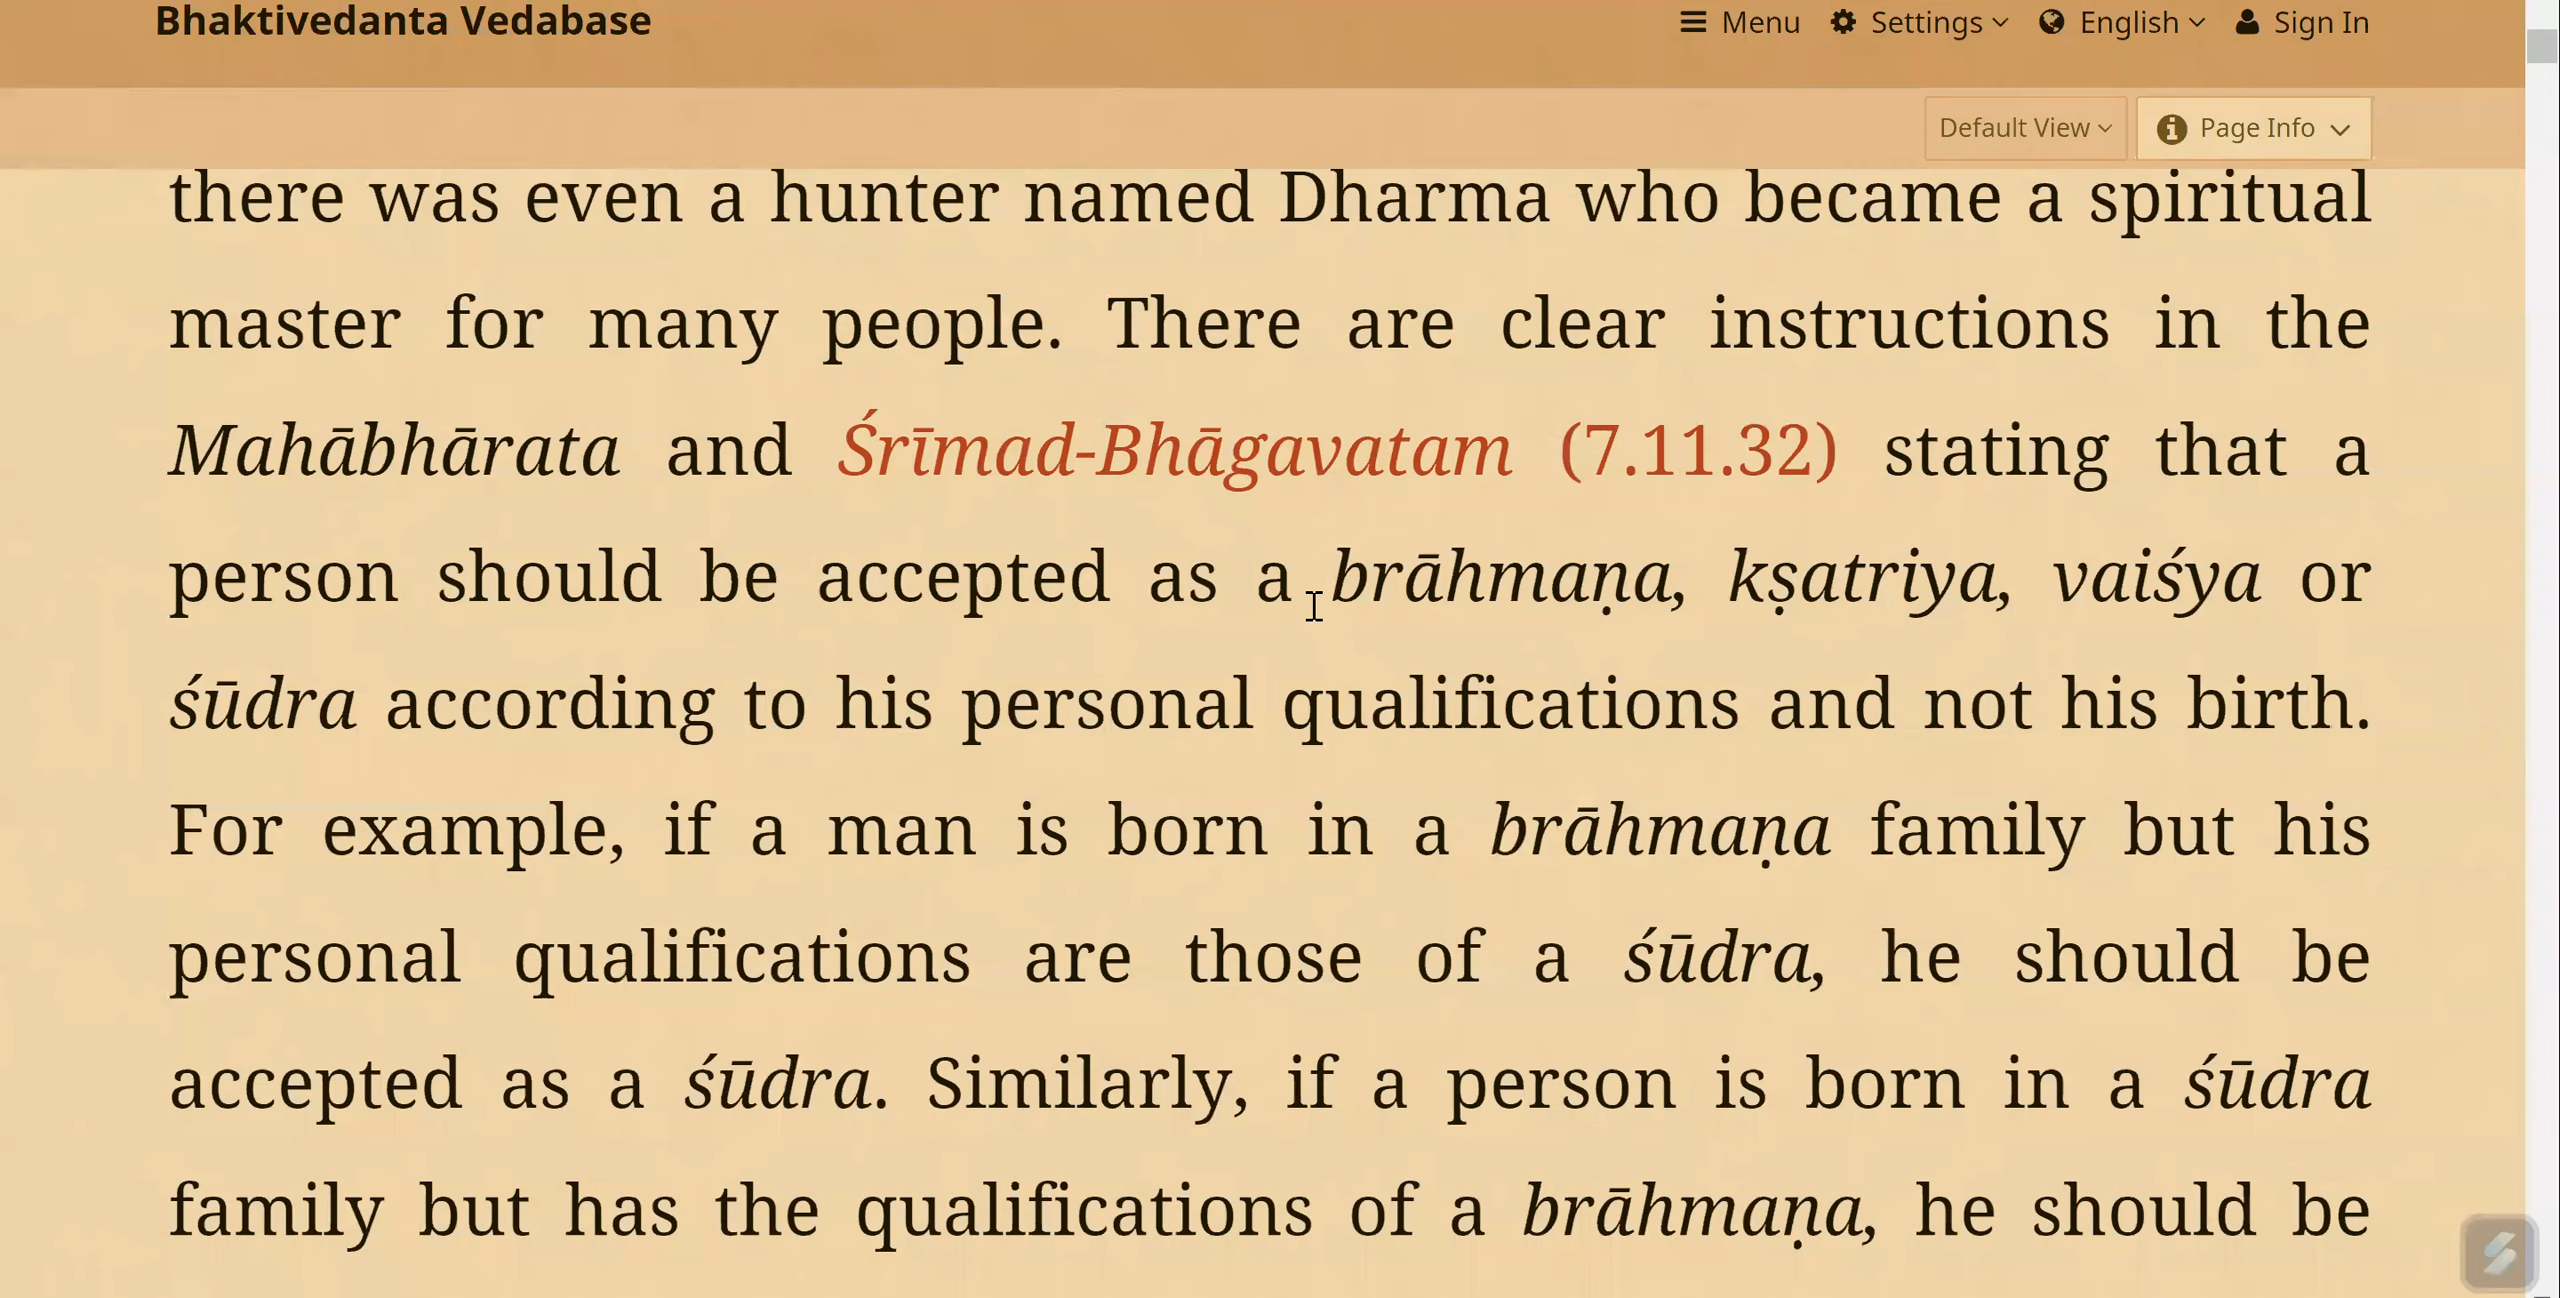 Bhaktivedanta Vedabase
Menu Settings English Sign In
Default View Page Info
there was even a hunter named Dharma who became a spiritual
master for many people. There are clear instructions in the
Mahābhārata and Śrīmad-Bhāgavatam (7.11.32) stating that a
person should be accepted as a brāhmaṇa, kṣatriya, vaiśya or
śūdra according to his personal qualifications and not his birth.
For example, if a man is born in a brāhmaṇa family but his
personal qualifications are those of a śūdra, he should be
accepted as a śūdra. Similarly, if a person is born in a śūdra
family but has the qualifications of a brāhmaṇa, he should be